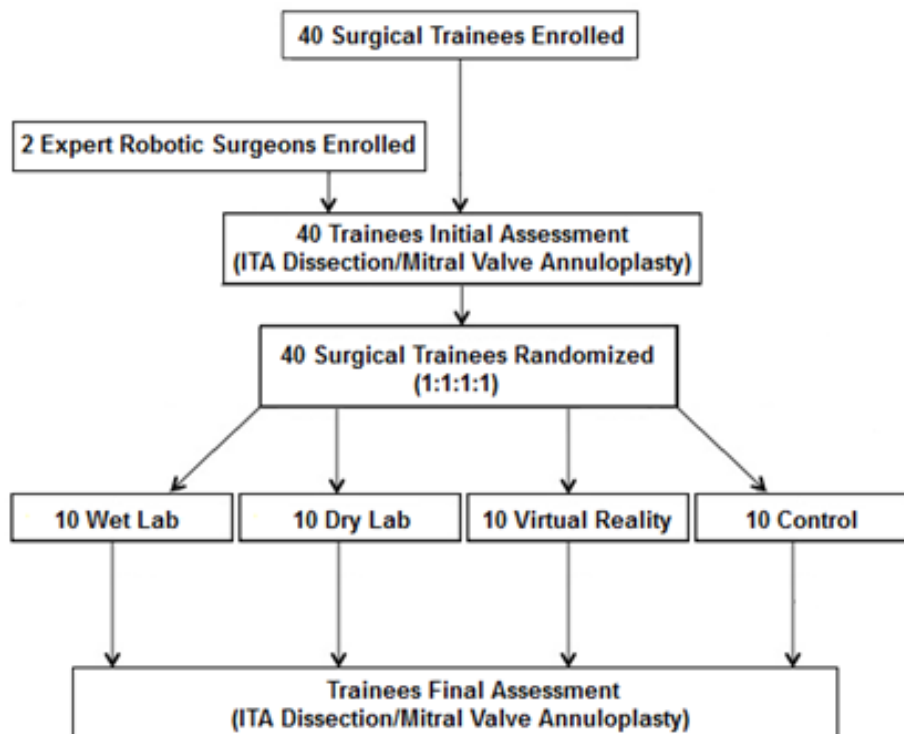 40 Surgical Trainees Enrolled
2 Expert Robotic Surgeons Enrolled
40 Trainees Initial Assessment
(ITA Dissection/Mitral Valve Annuloplasty)
40 Surgical Trainees Randomized
(1:1:1:1)
10 Wet Lab
10 Dry Lab
10 Virtual Reality
10 Control
Trainees Final Assessment
(ITA Dissection/Mitral Valve Annuloplasty)